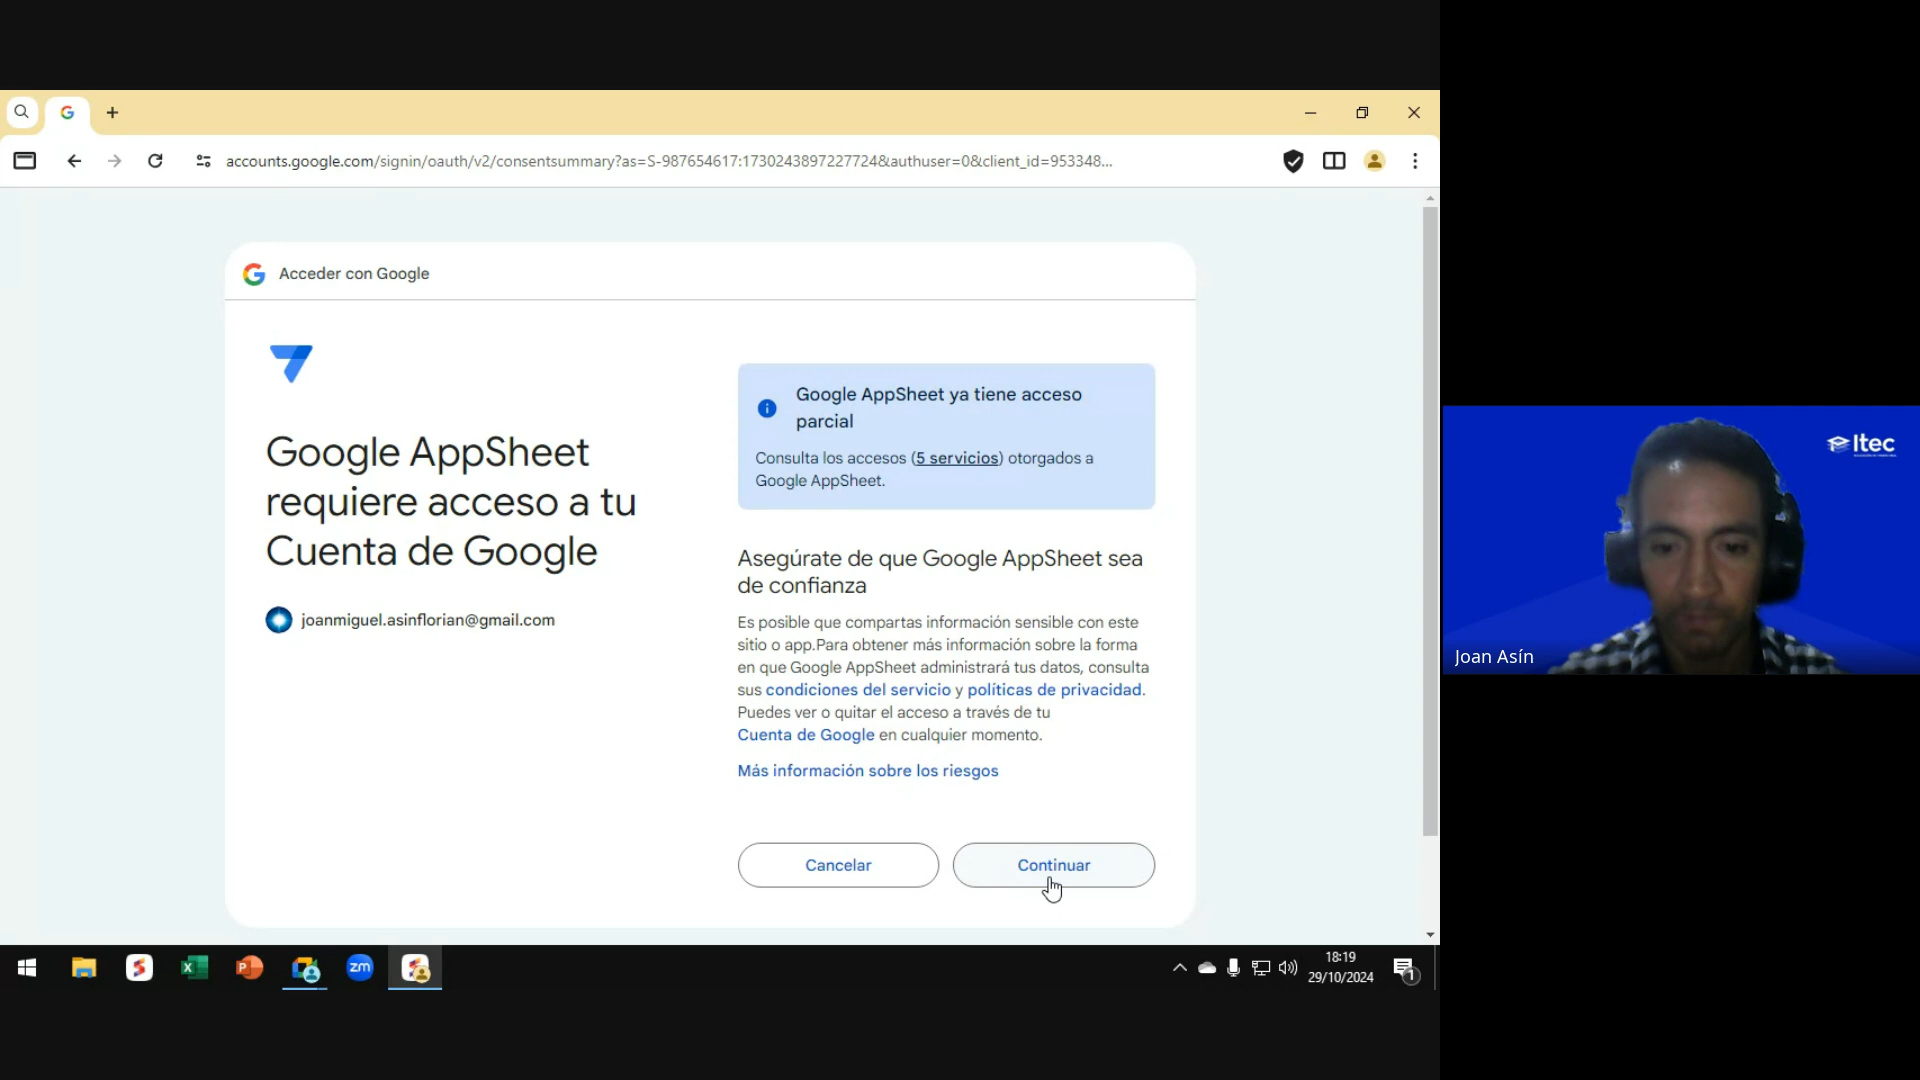 accounts.google.com/signin/oauth/v2/consentsummary?as=S-987654617:1730243897227724&authuser=0&client_id=953348...
Acceder con Google
Google AppSheet
requiere acceso a tu
Cuenta de Google
joanmiguel.asinflorian@gmail.com
Google AppSheet ya tiene acceso
parcial
Consulta los accesos (5 servicios) otorgados a
Google AppSheet.
Asegúrate de que Google AppSheet sea
de confianza
Es posible que compartas información sensible con este
sitio o app.Para obtener más información sobre la forma
en que Google AppSheet administrará tus datos, consulta
sus condiciones del servicio y políticas de privacidad.
Puedes ver o quitar el acceso a través de tu
Cuenta de Google en cualquier momento.
Más información sobre los riesgos
Cancelar
Continuar
Itec
Joan Asín
zm
18:19
29/10/2024
1